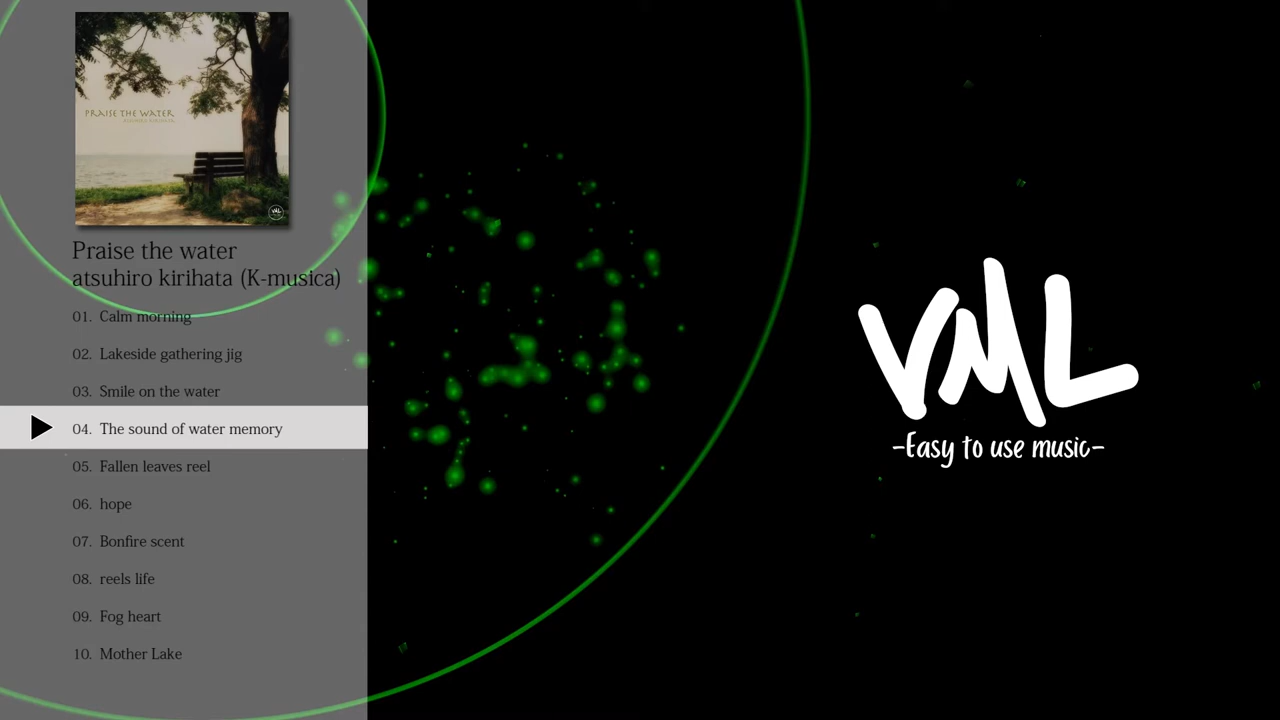 PRAISE THE WATER
VML
Praise the water
atsuhiro kirihata (K-musica)
01. Calm morning
02. Lakeside gathering jig
03. Smile on the water
04. The sound of water memory
05. Fallen leaves reel
06. hope
07. Bonfire scent
08. reels life
09. Fog heart
10. Mother Lake
VML
-Easy to use music-